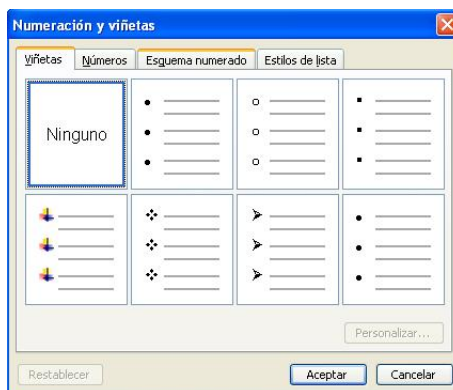 Numeración y viñetas
Viñetas Números Esquema numerado Estilos de lista
Ninguno
Personalizar...
Restablecer Aceptar Cancelar